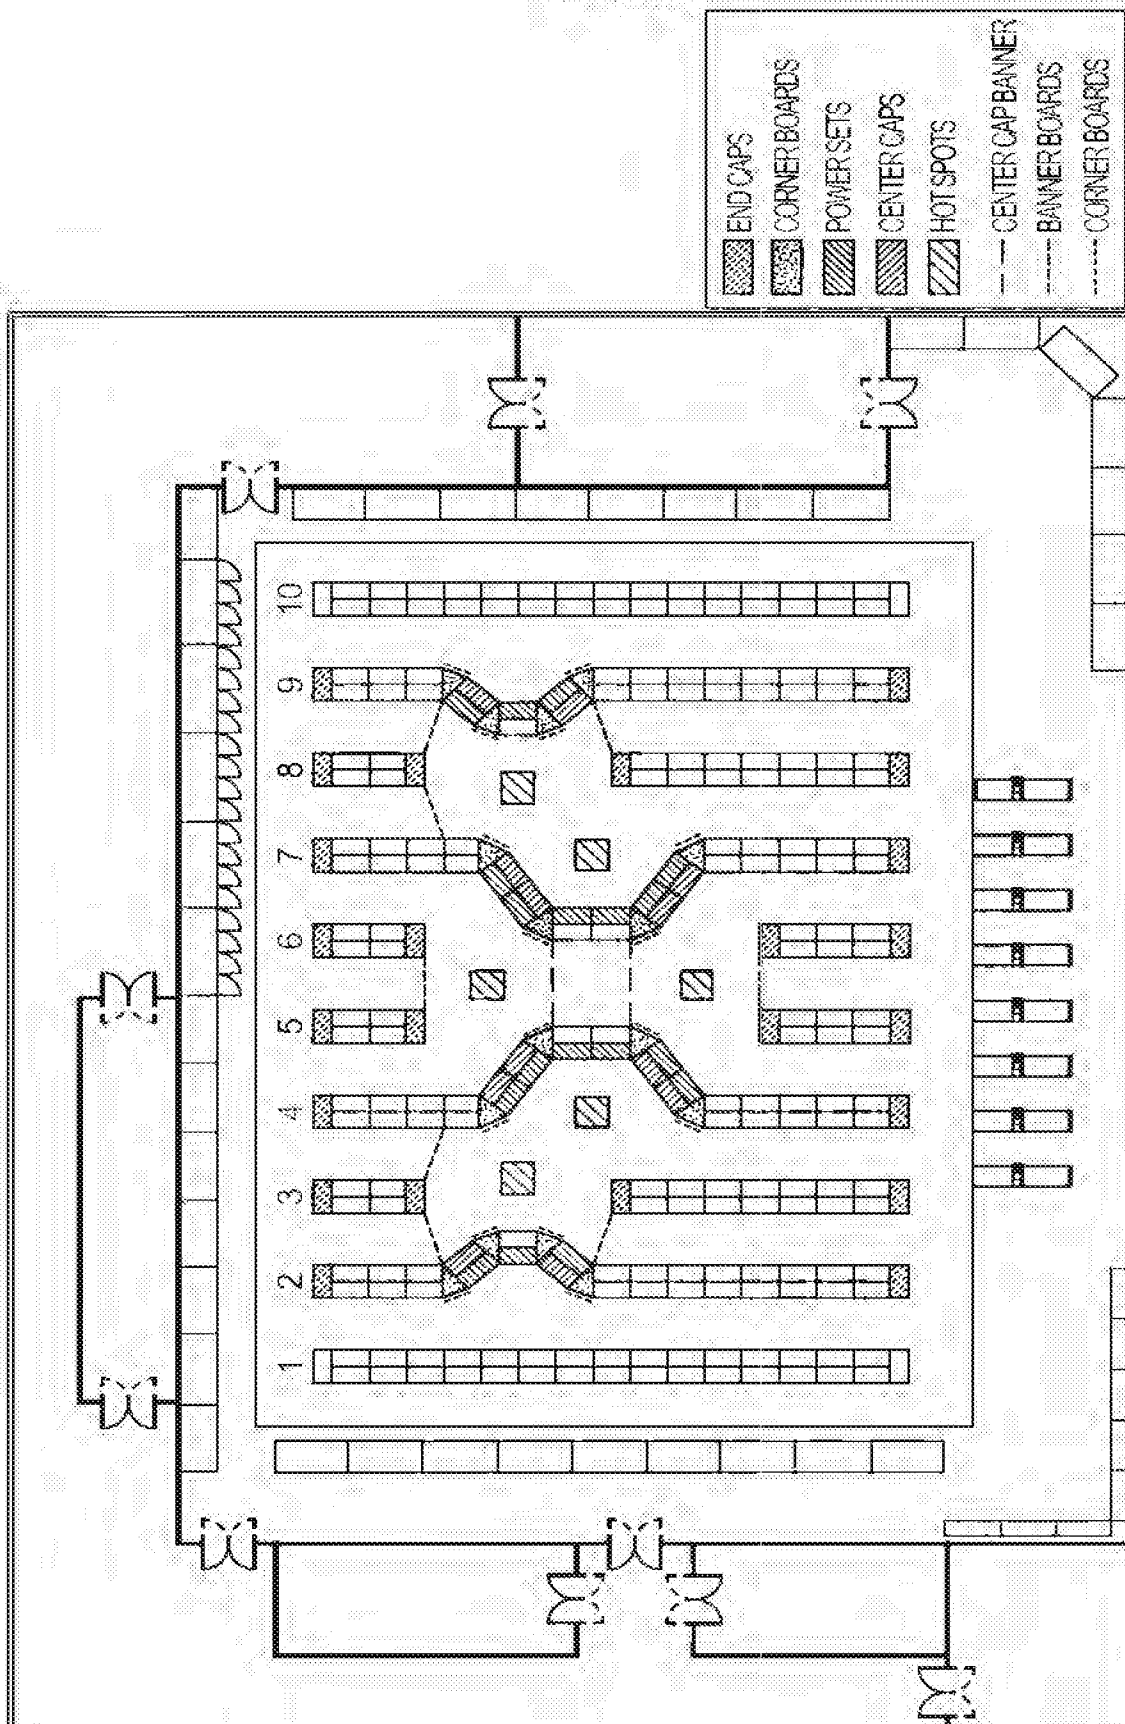 END CAPS
CORNER BOARDS
POWER SETS
CENTER CAPS
HOT SPOTS
CENTER CAP BANNER
BANNER BOARDS
CORNER BOARDS
10
9
8
7
6
5
4
3
2
1